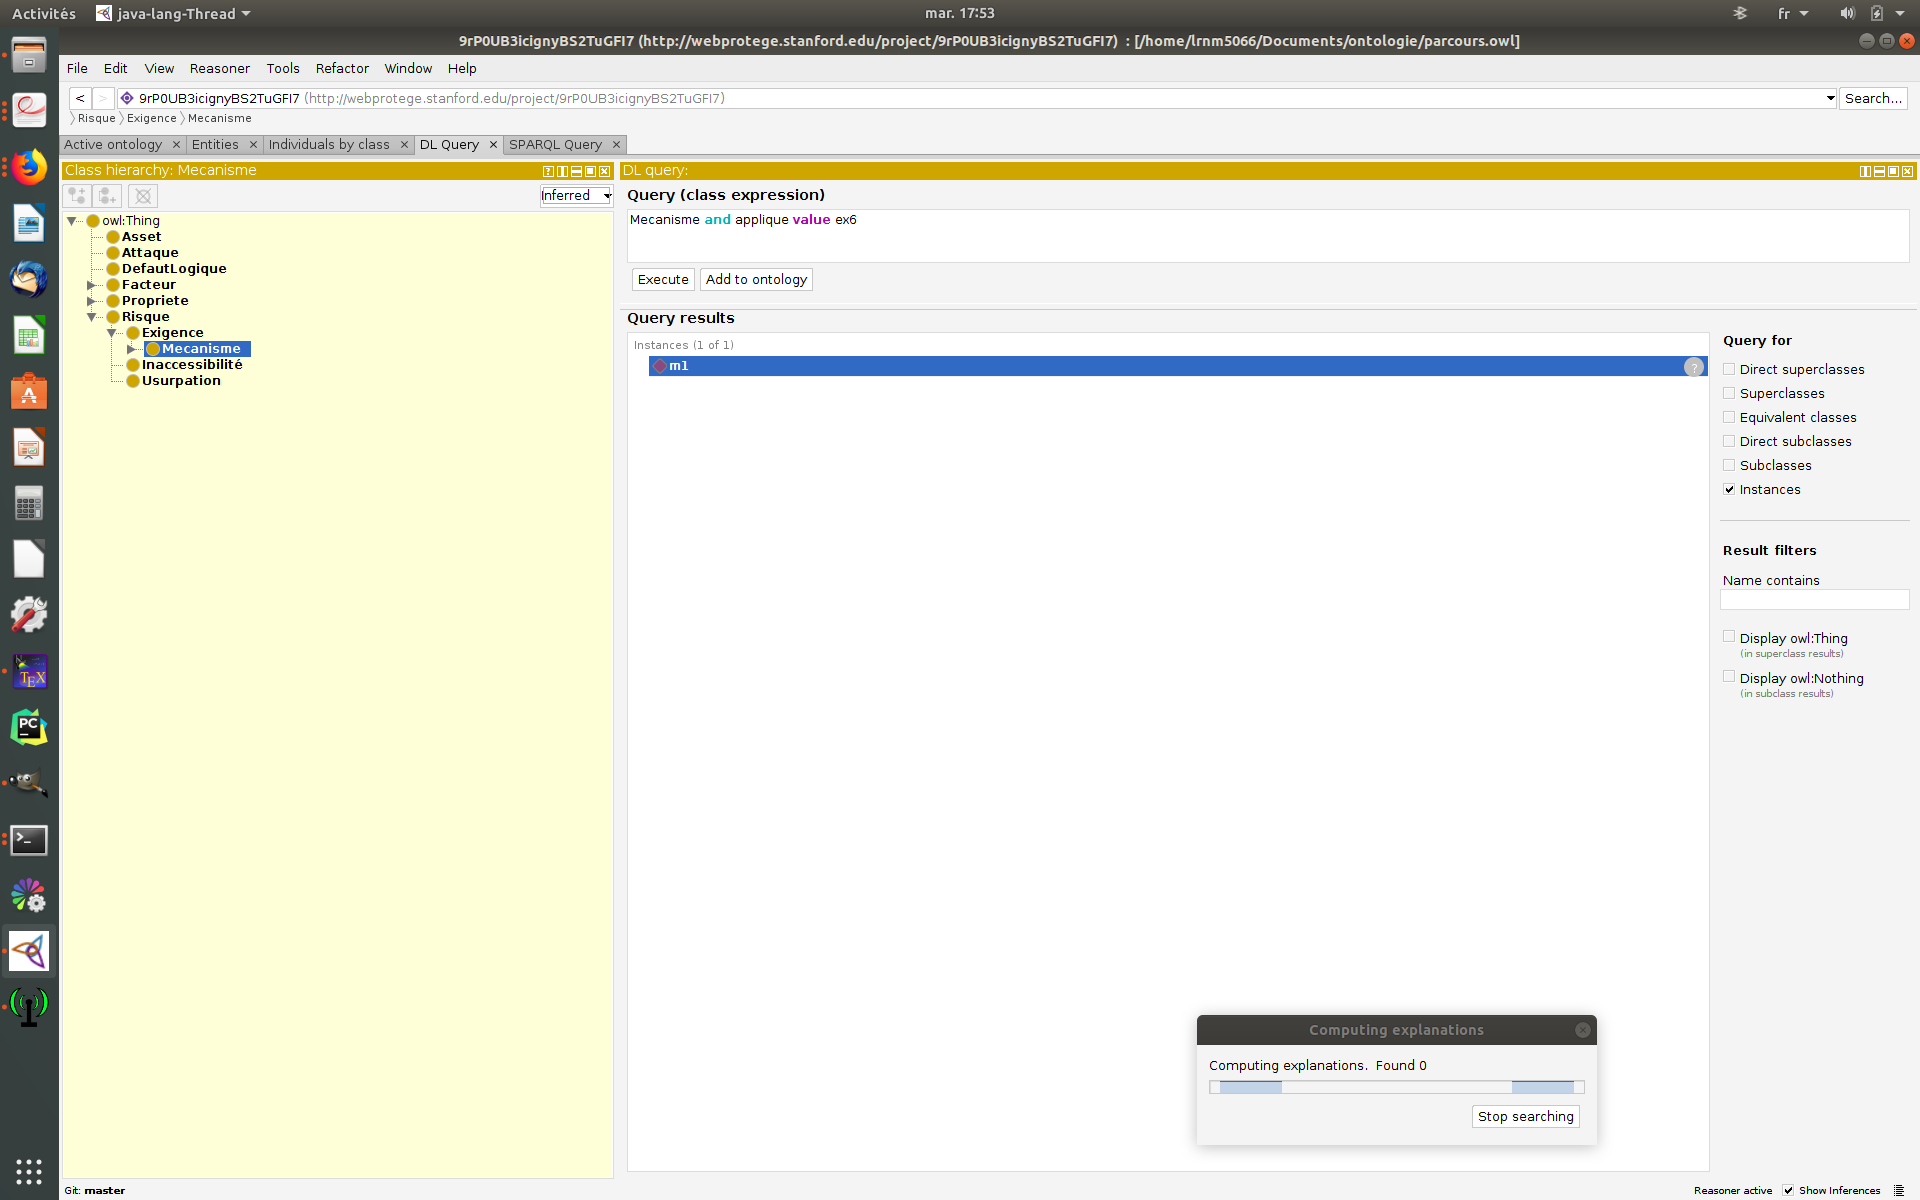 Activités
java-lang-Thread
mar. 17:53
fr
9rP0UB3icignyBS2TuGFI7 (http://webprotege.stanford.edu/project/9rP0UB3icignyBS2TuGFI7) : [/home/lrnm5066/Documents/ontologie/parcours.owl]
File Edit View Reasoner Tools Refactor Window Help
< > 9rP0UB3icignyBS2TuGFI7 (http://webprotege.stanford.edu/project/9rP0UB3icignyBS2TuGFI7) Search...
Risque Exigence Mecanisme
Active ontology Entities Individuals by class DL Query SPARQL Query
Class hierarchy: Mecanisme
Inferred
owl:Thing
Asset
Attaque
DefautLogique
Facteur
Propriete
Risque
Exigence
Mecanisme
Inaccessibilité
Usurpation
DL query:
Query (class expression)
Mecanisme and applique value ex6
Execute Add to ontology
Query results
Instances (1 of 1)
m1 ?
Query for
Direct superclasses
Superclasses
Equivalent classes
Direct subclasses
Subclasses
Instances
Result filters
Name contains
Display owl:Thing
(in superclass results)
Display owl:Nothing
(in subclass results)
Computing explanations
Computing explanations. Found 0
Stop searching
PC
TEX
Git: master
Reasoner active Show Inferences